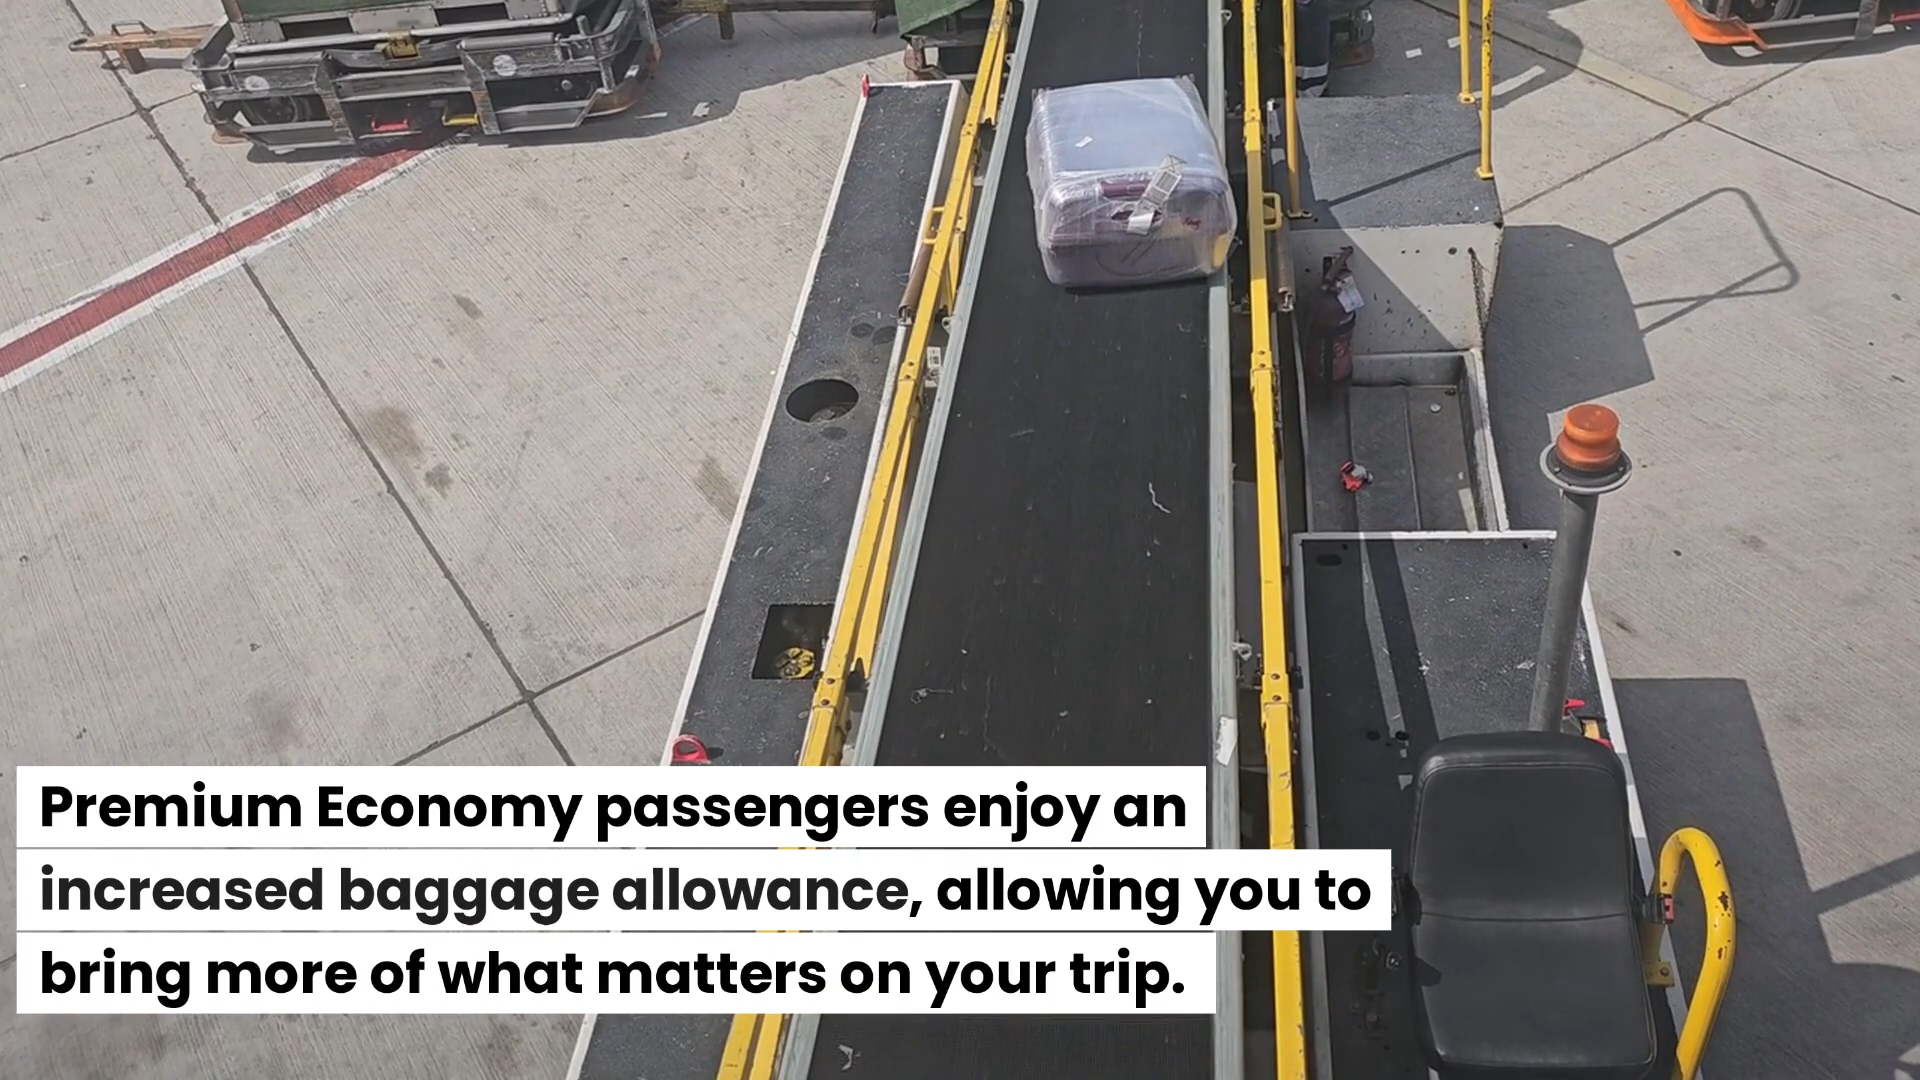 Premium Economy passengers enjoy an
increased baggage allowance, allowing you to
bring more of what matters on your trip.